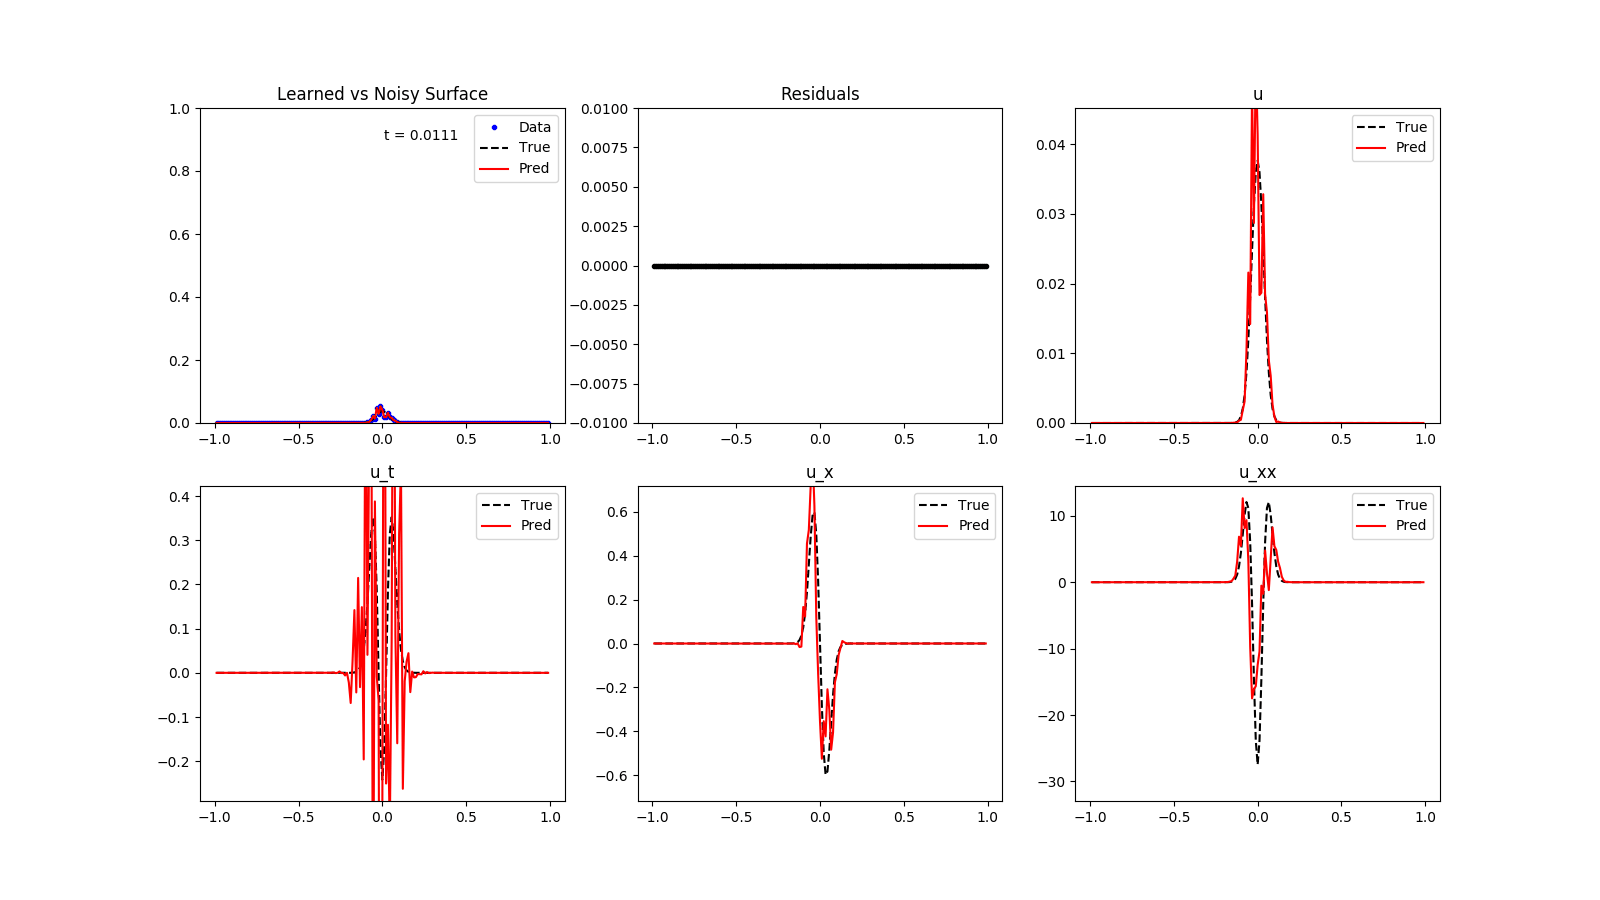 Learned vs Noisy Surface
1.0
0.8
0.6
0.4
0.2
0.0
−1.0 −0.5 0.0 0.5 1.0
t = 0.0111
Data
True
Pred
Residuals
0.0100
0.0075
0.0050
0.0025
0.0000
−0.0025
−0.0050
−0.0075
−0.0100
−1.0 −0.5 0.0 0.5 1.0
u
0.04
0.03
0.02
0.01
0.00
−1.0 −0.5 0.0 0.5 1.0
True
Pred
u_t
0.4
0.3
0.2
0.1
0.0
−0.1
−0.2
−1.0 −0.5 0.0 0.5 1.0
True
Pred
u_x
0.6
0.4
0.2
0.0
−0.2
−0.4
−0.6
−1.0 −0.5 0.0 0.5 1.0
True
Pred
u_xx
10
0
−10
−20
−30
−1.0 −0.5 0.0 0.5 1.0
True
Pred